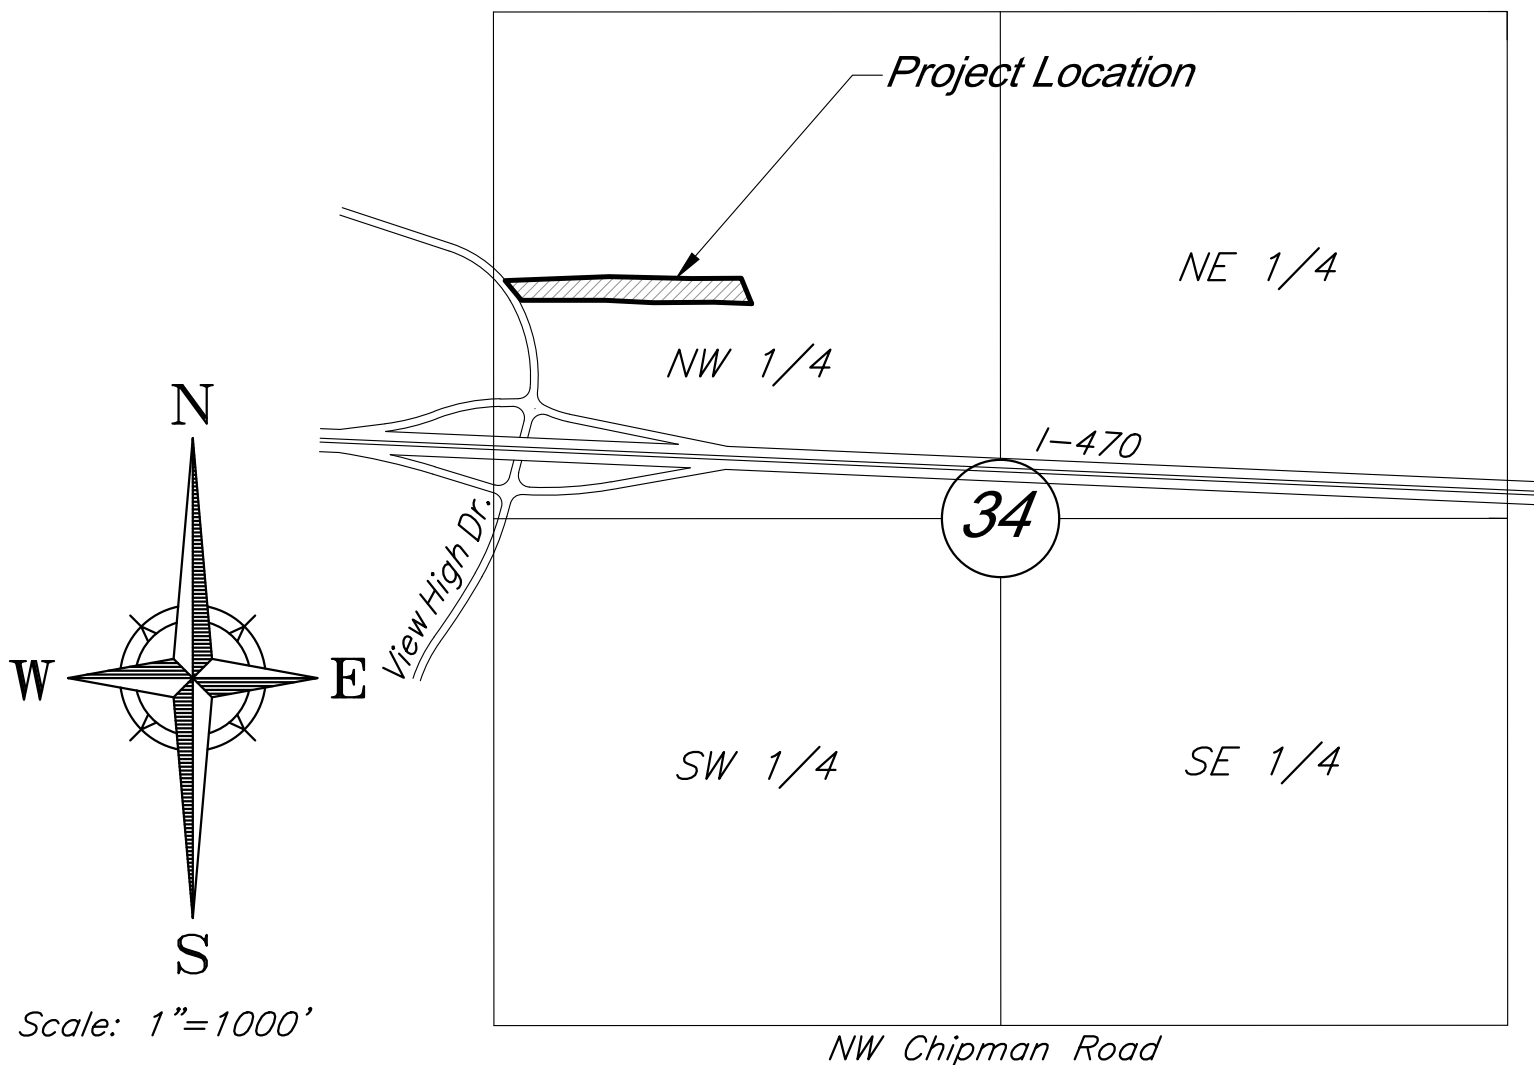 Project Location
NE 1/4
NW 1/4
N
I-470
34
View High Dr.
W
E
SW 1/4
SE 1/4
S
Scale: 1"=1000'
NW Chipman Road